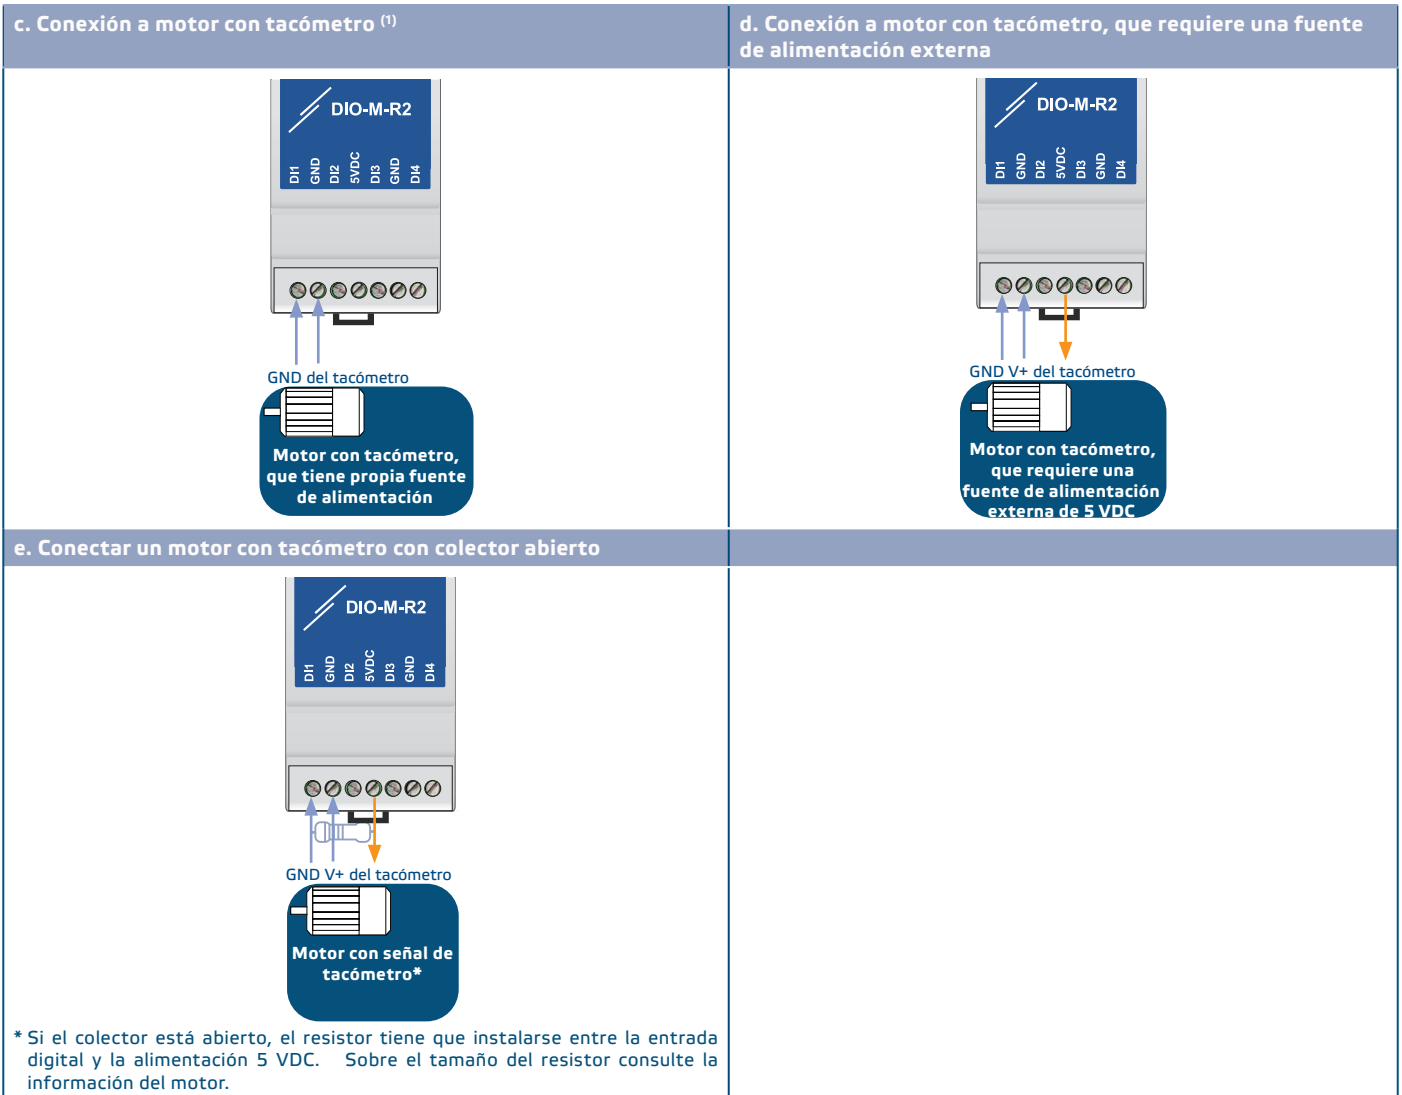 c. Conexión a motor con tacómetro (1)
d. Conexión a motor con tacómetro, que requiere una fuente
de alimentación externa
DIO-M-R2
DI1
GND
DI2
5VDC
DI3
GND
DI4
GND del tacómetro
Motor con tacómetro,
que tiene propia fuente
de alimentación
DIO-M-R2
DI1
GND
DI2
5VDC
DI3
GND
DI4
GND V+ del tacómetro
Motor con tacómetro,
que requiere una
fuente de alimentación
externa de 5 VDC
e. Conectar un motor con tacómetro con colector abierto
DIO-M-R2
DI1
GND
DI2
5VDC
DI3
GND
DI4
GND V+ del tacómetro
Motor con señal de
tacómetro*
* Si el colector está abierto, el resistor tiene que instalarse entre la entrada
digital y la alimentación 5 VDC. Sobre el tamaño del resistor consulte la
información del motor.